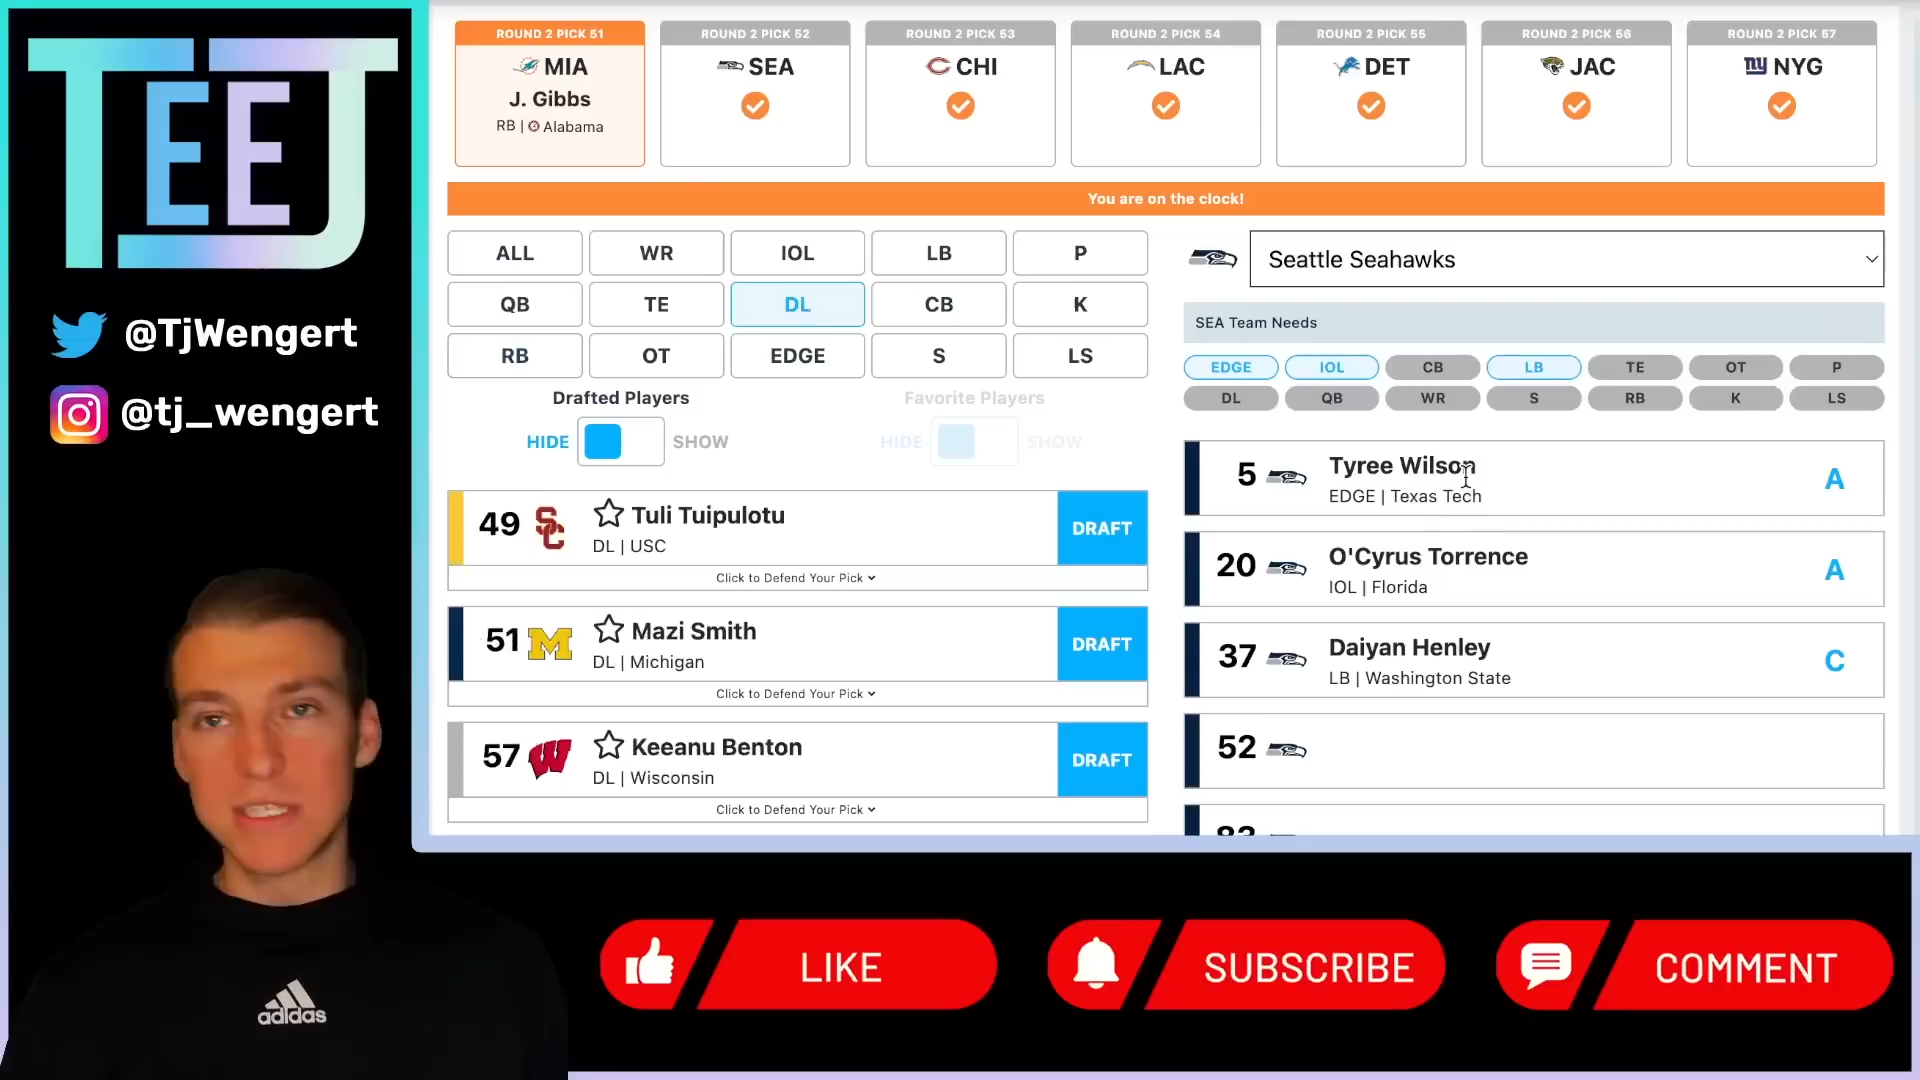 TEEJ
@TjWengert
@tj_wengert
adidas
ROUND 2 PICK 51
MIA
J. Gibbs
RB | Alabama
ROUND 2 PICK 52
SEA
ROUND 2 PICK 53
CHI
ROUND 2 PICK 54
LAC
ROUND 2 PICK 55
DET
ROUND 2 PICK 56
JAC
ROUND 2 PICK 57
ny NYG
You are on the clock!
ALL WR IOL LB P
QB TE DL CB K
RB OT EDGE S LS
Drafted Players
HIDE SHOW
Favorite Players
HIDE SHOW
49 SC Tuli Tuipulotu
DL | USC
DRAFT
Click to Defend Your Pick
51 M Mazi Smith
DL | Michigan
DRAFT
Click to Defend Your Pick
57 W Keeanu Benton
DL | Wisconsin
DRAFT
Click to Defend Your Pick
Seattle Seahawks
SEA Team Needs
EDGE IOL CB LB TE OT P
DL QB WR S RB K LS
5 Tyree Wilson
EDGE | Texas Tech
A
20 O'Cyrus Torrence
IOL | Florida
A
37 Daiyan Henley
LB | Washington State
C
52
83
LIKE
SUBSCRIBE
COMMENT